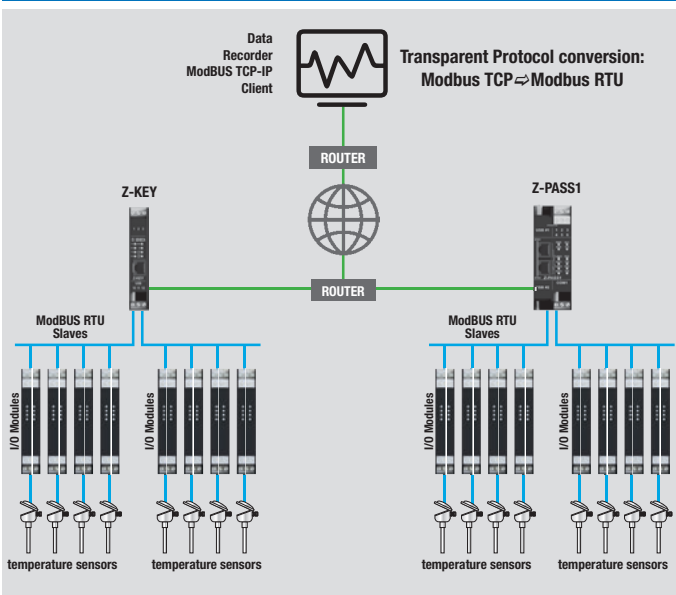 Data
Recorder
ModBUS TCP-IP
Client
Transparent Protocol conversion:
Modbus TCP⇨Modbus RTU
ROUTER
Z-KEY
Z-PASS1
ROUTER
ModBUS RTU
Slaves
ModBUS RTU
Slaves
I/O Modules
I/O Modules
I/O Modules
I/O Modules
temperature sensors
temperature sensors
temperature sensors
temperature sensors